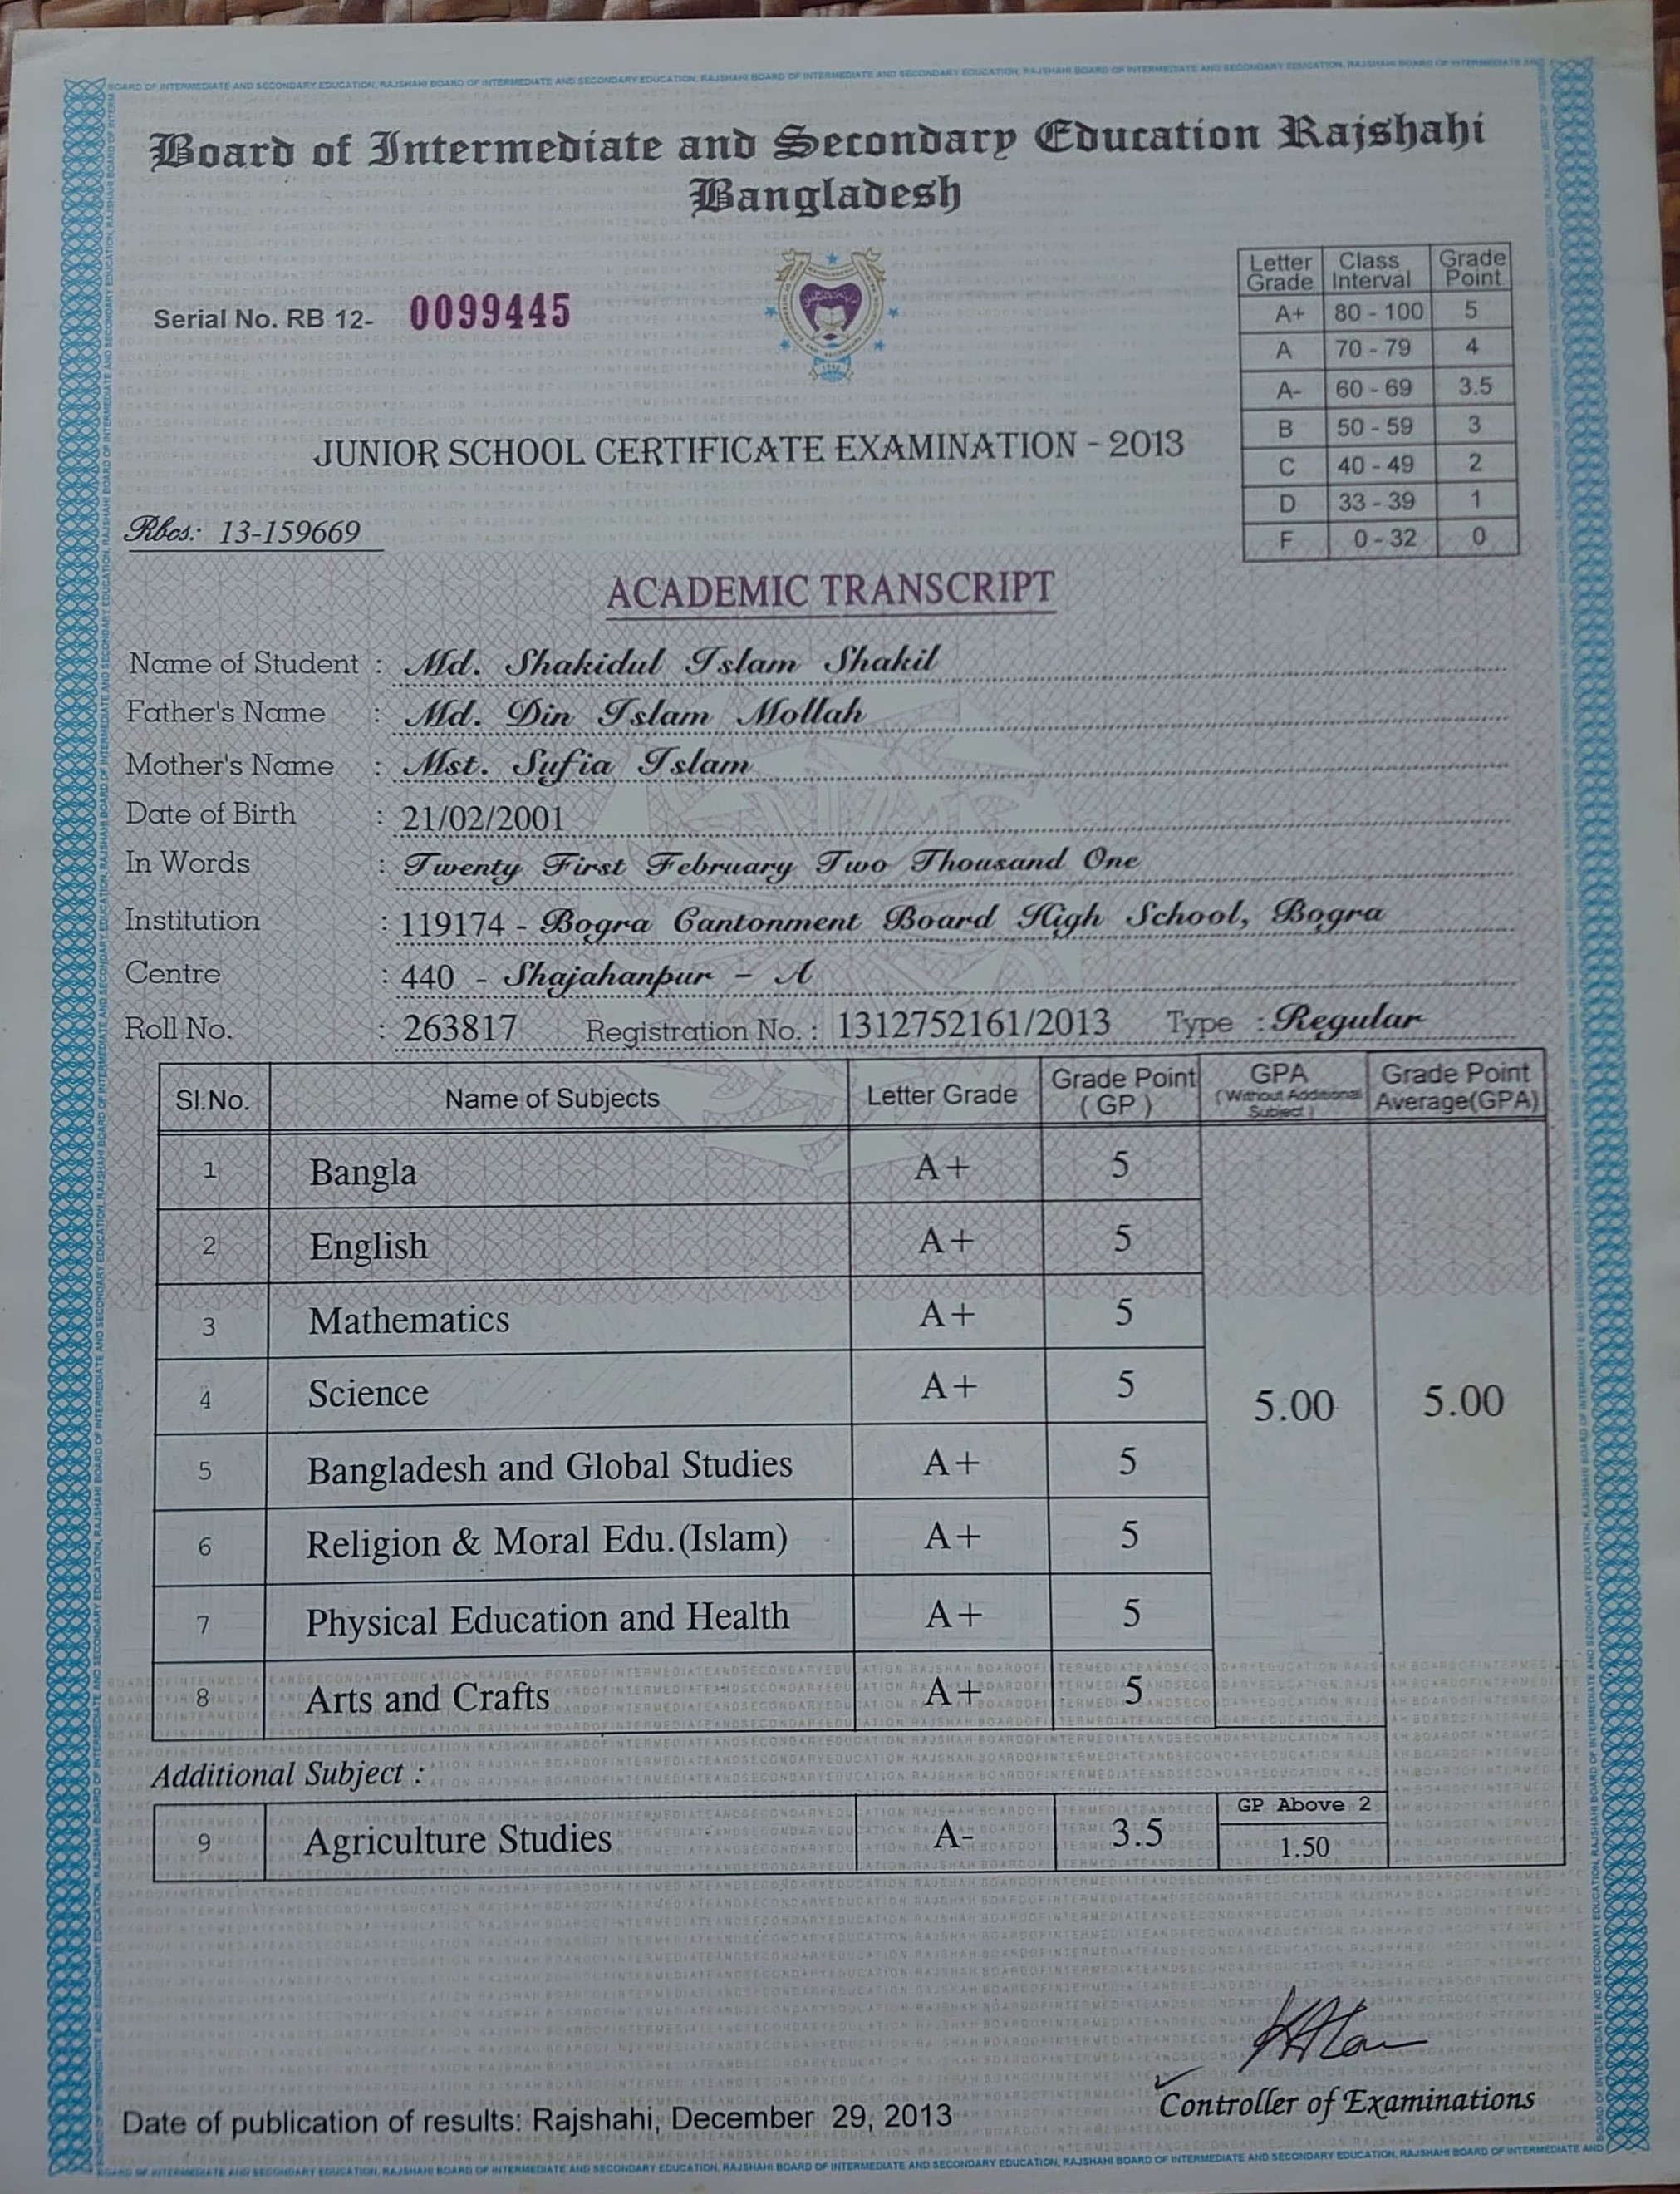 Board of Intermediate and Secondary Education Rajshahi
Bangladesh
Serial No. RB 12- 0099445
Letter Grade Class Interval Grade Point
A+ 80 - 100 5
A 70 - 79 4
A- 60 - 69 3.5
B 50 - 59 3
C 40 - 49 2
D 33 - 39 1
F 0 - 32 0
JUNIOR SCHOOL CERTIFICATE EXAMINATION - 2013
Rbcs: 13-159669
ACADEMIC TRANSCRIPT
Name of Student : Md. Shakidul Islam Shakil
Father's Name : Md. Din Islam Mollah
Mother's Name : Mst. Sufia Islam
Date of Birth : 21/02/2001
In Words : Twenty First February Two Thousand One
Institution : 119174 - Bogra Cantonment Board High School, Bogra
Centre : 440 - Shajahanpur - A
Roll No. : 263817 Registration No. : 1312752161/2013 Type : Regular
Sl.No. Name of Subjects Letter Grade Grade Point (GP) GPA (Without Additional Subject) Grade Point Average(GPA)
1 Bangla A+ 5
2 English A+ 5
3 Mathematics A+ 5
4 Science A+ 5 5.00 5.00
5 Bangladesh and Global Studies A+ 5
6 Religion & Moral Edu.(Islam) A+ 5
7 Physical Education and Health A+ 5
8 Arts and Crafts A+ 5
Additional Subject :
9 Agriculture Studies A- 3.5 GP Above 2 1.50
Controller of Examinations
Date of publication of results: Rajshahi, December 29, 2013
BOARD OF INTERMEDIATE AND SECONDARY EDUCATION, RAJSHAHI